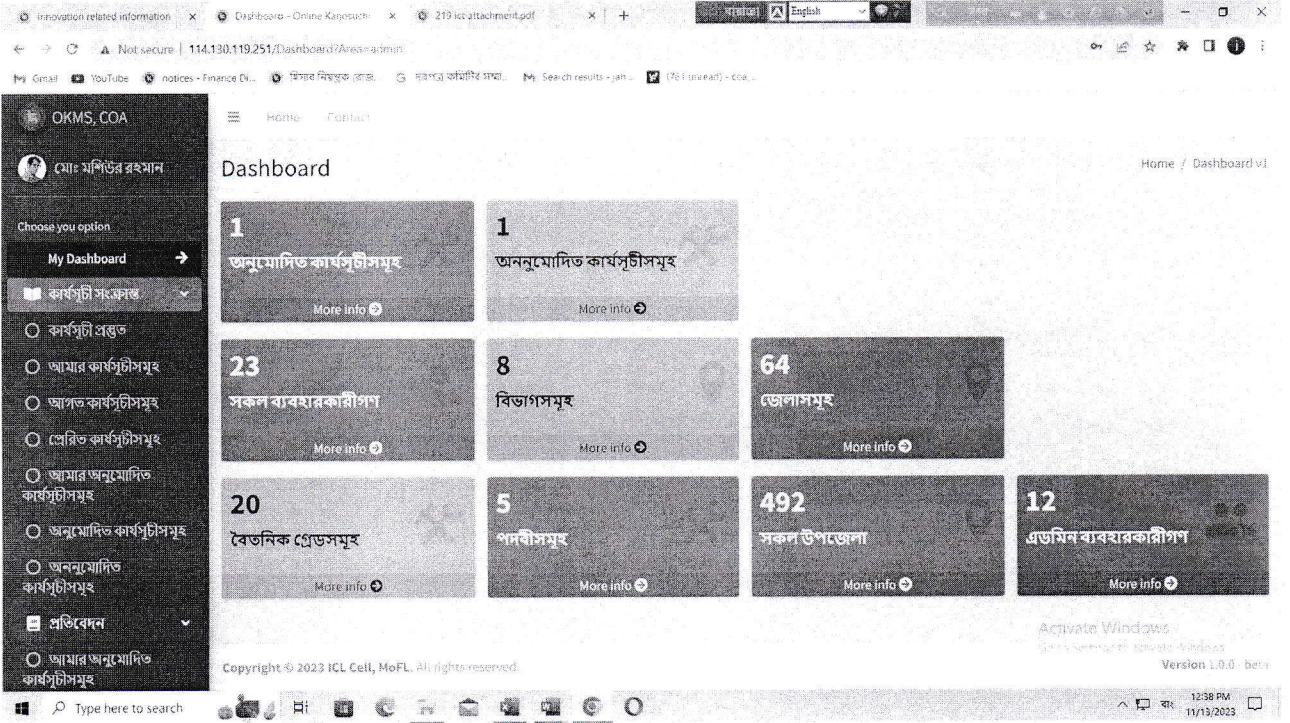 innovation related information
Dashboard - Online Karjosuchi
219 ict attachment.pdf
English
Not secure | 114.130.119.251/Dashboard?Area=admin
Gmail
YouTube
notices - Finance Di...
হিসাব নিয়ন্ত্রক (রাজ...
দরপত্র কমিটির সম্মা...
Search results - jah...
OKMS, COA
Home Contact
মোঃ মশিউর রহমান
Dashboard
Home / Dashboard v1
Choose you option
My Dashboard
কার্যসূচী সংক্রান্ত
কার্যসূচী প্রস্তুত
আমার কার্যসূচীসমূহ
আগত কার্যসূচীসমূহ
প্রেরিত কার্যসূচীসমূহ
আমার অনুমোদিত
কার্যসূচীসমূহ
অনুমোদিত কার্যসূচীসমূহ
অননুমোদিত
কার্যসূচীসমূহ
প্রতিবেদন
আমার অনুমোদিত
কার্যসূচীসমূহ
1
অনুমোদিত কার্যসূচীসমূহ
More info
1
অননুমোদিত কার্যসূচীসমূহ
More info
23
সকল ব্যবহারকারীগণ
More info
8
বিভাগসমূহ
More info
64
জেলাসমূহ
More info
20
বৈতনিক গ্রেডসমূহ
More info
5
পদবীসমূহ
More info
492
সকল উপজেলা
More info
12
এডমিন ব্যবহারকারীগণ
More info
Activate Windows
Copyright © 2023 ICL Cell, MoFL. All rights reserved.
Version 1.0.0 - beta
Type here to search
বাং
12:38 PM
11/13/2023